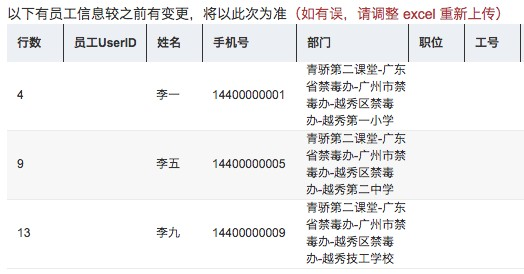 以下有员工信息较之前有变更，将以此次为准（如有误，请调整 excel 重新上传）
行数 员工UserID 姓名 手机号 部门 职位 工号
4 李一 14400000001 青骄第二课堂-广东
省禁毒办-广州市禁
毒办-越秀区禁毒
办-越秀第一小学
9 李五 14400000005 青骄第二课堂-广东
省禁毒办-广州市禁
毒办-越秀区禁毒
办-越秀第二中学
13 李九 14400000009 青骄第二课堂-广东
省禁毒办-广州市禁
毒办-越秀区禁毒
办-越秀技工学校